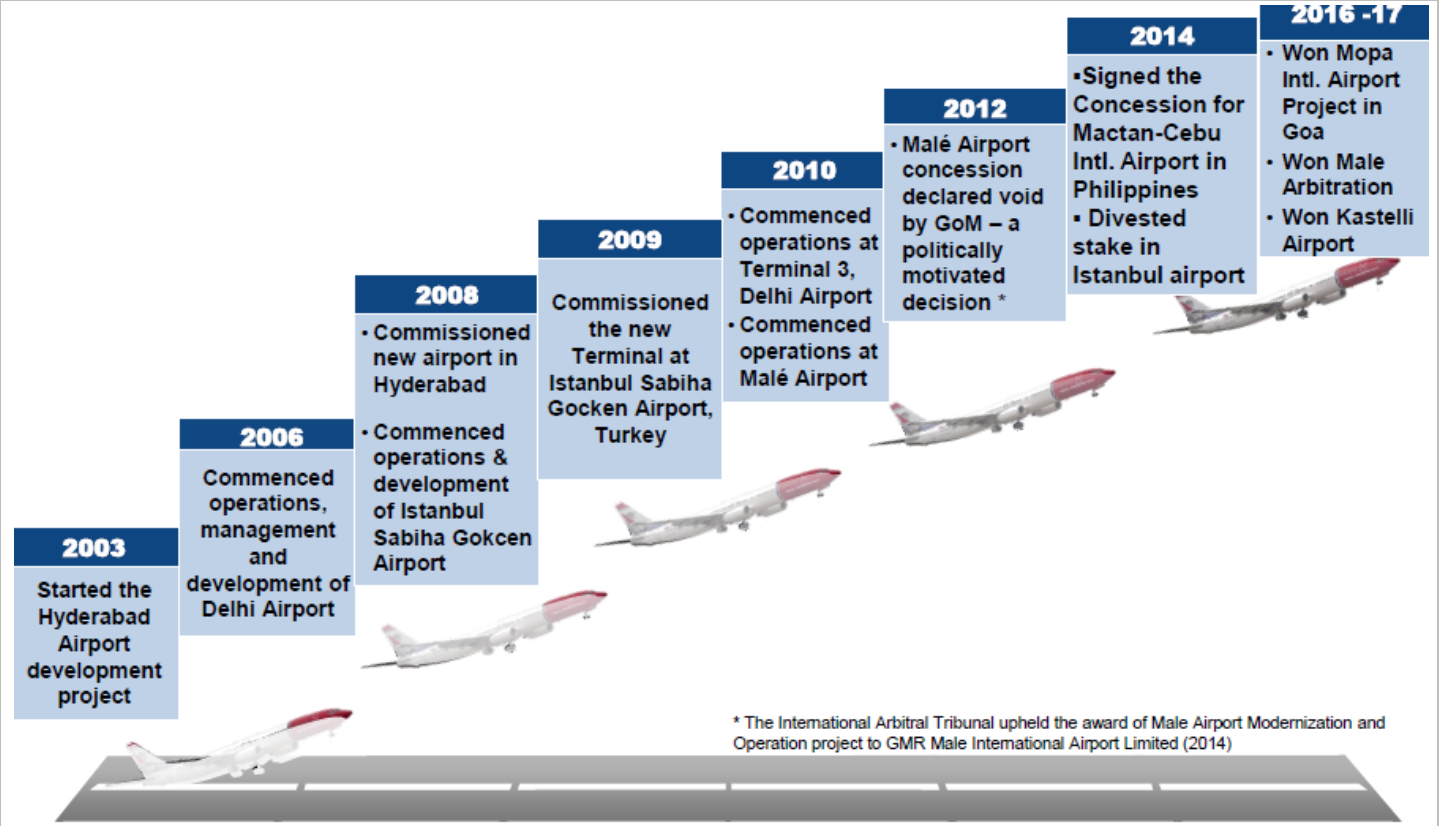 2003
Started the
Hyderabad
Airport
development
project
2006
Commenced
operations,
management
and
development of
Delhi Airport
2008
• Commissioned
new airport in
Hyderabad
• Commenced
operations &
development
of Istanbul
Sabiha Gokcen
Airport
2009
Commissioned
the new
Terminal at
Istanbul Sabiha
Gocken Airport,
Turkey
2010
• Commenced
operations at
Terminal 3,
Delhi Airport
• Commenced
operations at
Malé Airport
2012
• Malé Airport
concession
declared void
by GoM – a
politically
motivated
decision *
2014
▪Signed the
Concession for
Mactan-Cebu
Intl. Airport in
Philippines
▪ Divested
stake in
Istanbul airport
2016 -17
• Won Mopa
Intl. Airport
Project in
Goa
• Won Male
Arbitration
• Won Kastelli
Airport
* The International Arbitral Tribunal upheld the award of Male Airport Modernization and
Operation project to GMR Male International Airport Limited (2014)